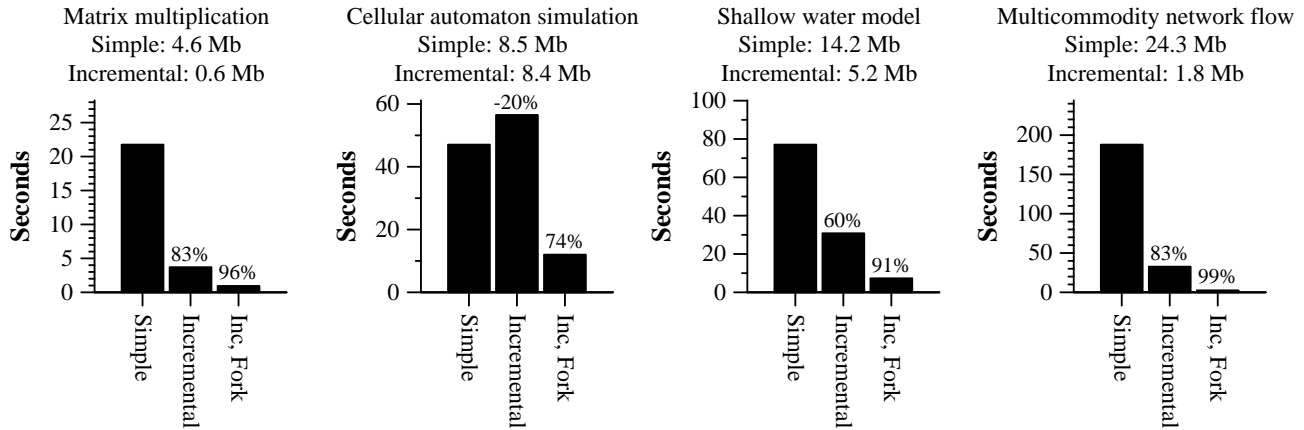 Matrix multiplication
Simple: 4.6 Mb
Incremental: 0.6 Mb
Seconds
25
20
15
10
5
0
83%
96%
Simple
Incremental
Inc, Fork
Cellular automaton simulation
Simple: 8.5 Mb
Incremental: 8.4 Mb
Seconds
60
40
20
0
-20%
74%
Simple
Incremental
Inc, Fork
Shallow water model
Simple: 14.2 Mb
Incremental: 5.2 Mb
Seconds
100
80
60
40
20
0
60%
91%
Simple
Incremental
Inc, Fork
Multicommodity network flow
Simple: 24.3 Mb
Incremental: 1.8 Mb
Seconds
200
150
100
50
0
83%
99%
Simple
Incremental
Inc, Fork